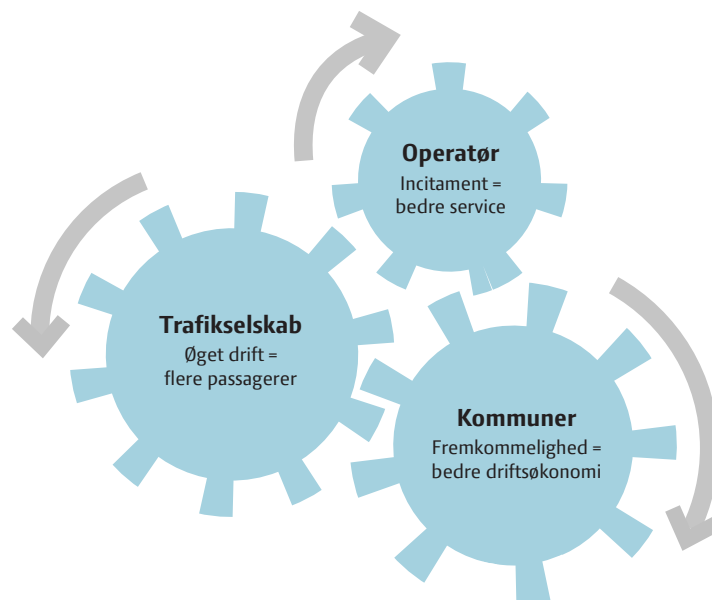 Operatør
Incitament =
bedre service
Trafikselskab
Øget drift =
flere passagerer
Kommuner
Fremkommelighed =
bedre driftsøkonomi